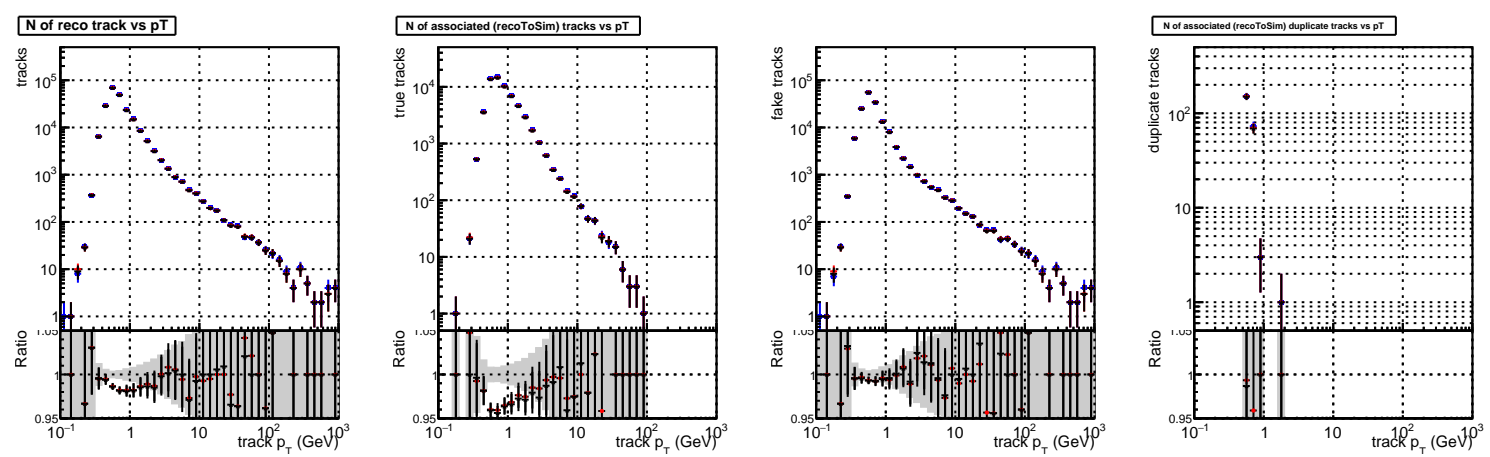 N of reco track vs pT
tracks
10^5
10^4
10^3
10^2
10
1
Ratio
1.05
1
0.95
10^-1 1 10 10^2 10^3
track p_T (GeV)
N of associated (recoToSim) tracks vs pT
true tracks
10^4
10^3
10^2
10
1
Ratio
1.05
1
0.95
10^-1 1 10 10^2 10^3
track p_T (GeV)
fake tracks
10^5
10^4
10^3
10^2
10
1
Ratio
1.05
1
0.95
10^-1 1 10 10^2 10^3
track p_T (GeV)
N of associated (recoToSim) duplicate tracks vs pT
duplicate tracks
10^2
10
1
Ratio
1.05
1
0.95
10^-1 1 10 10^2 10^3
track p_T (GeV)